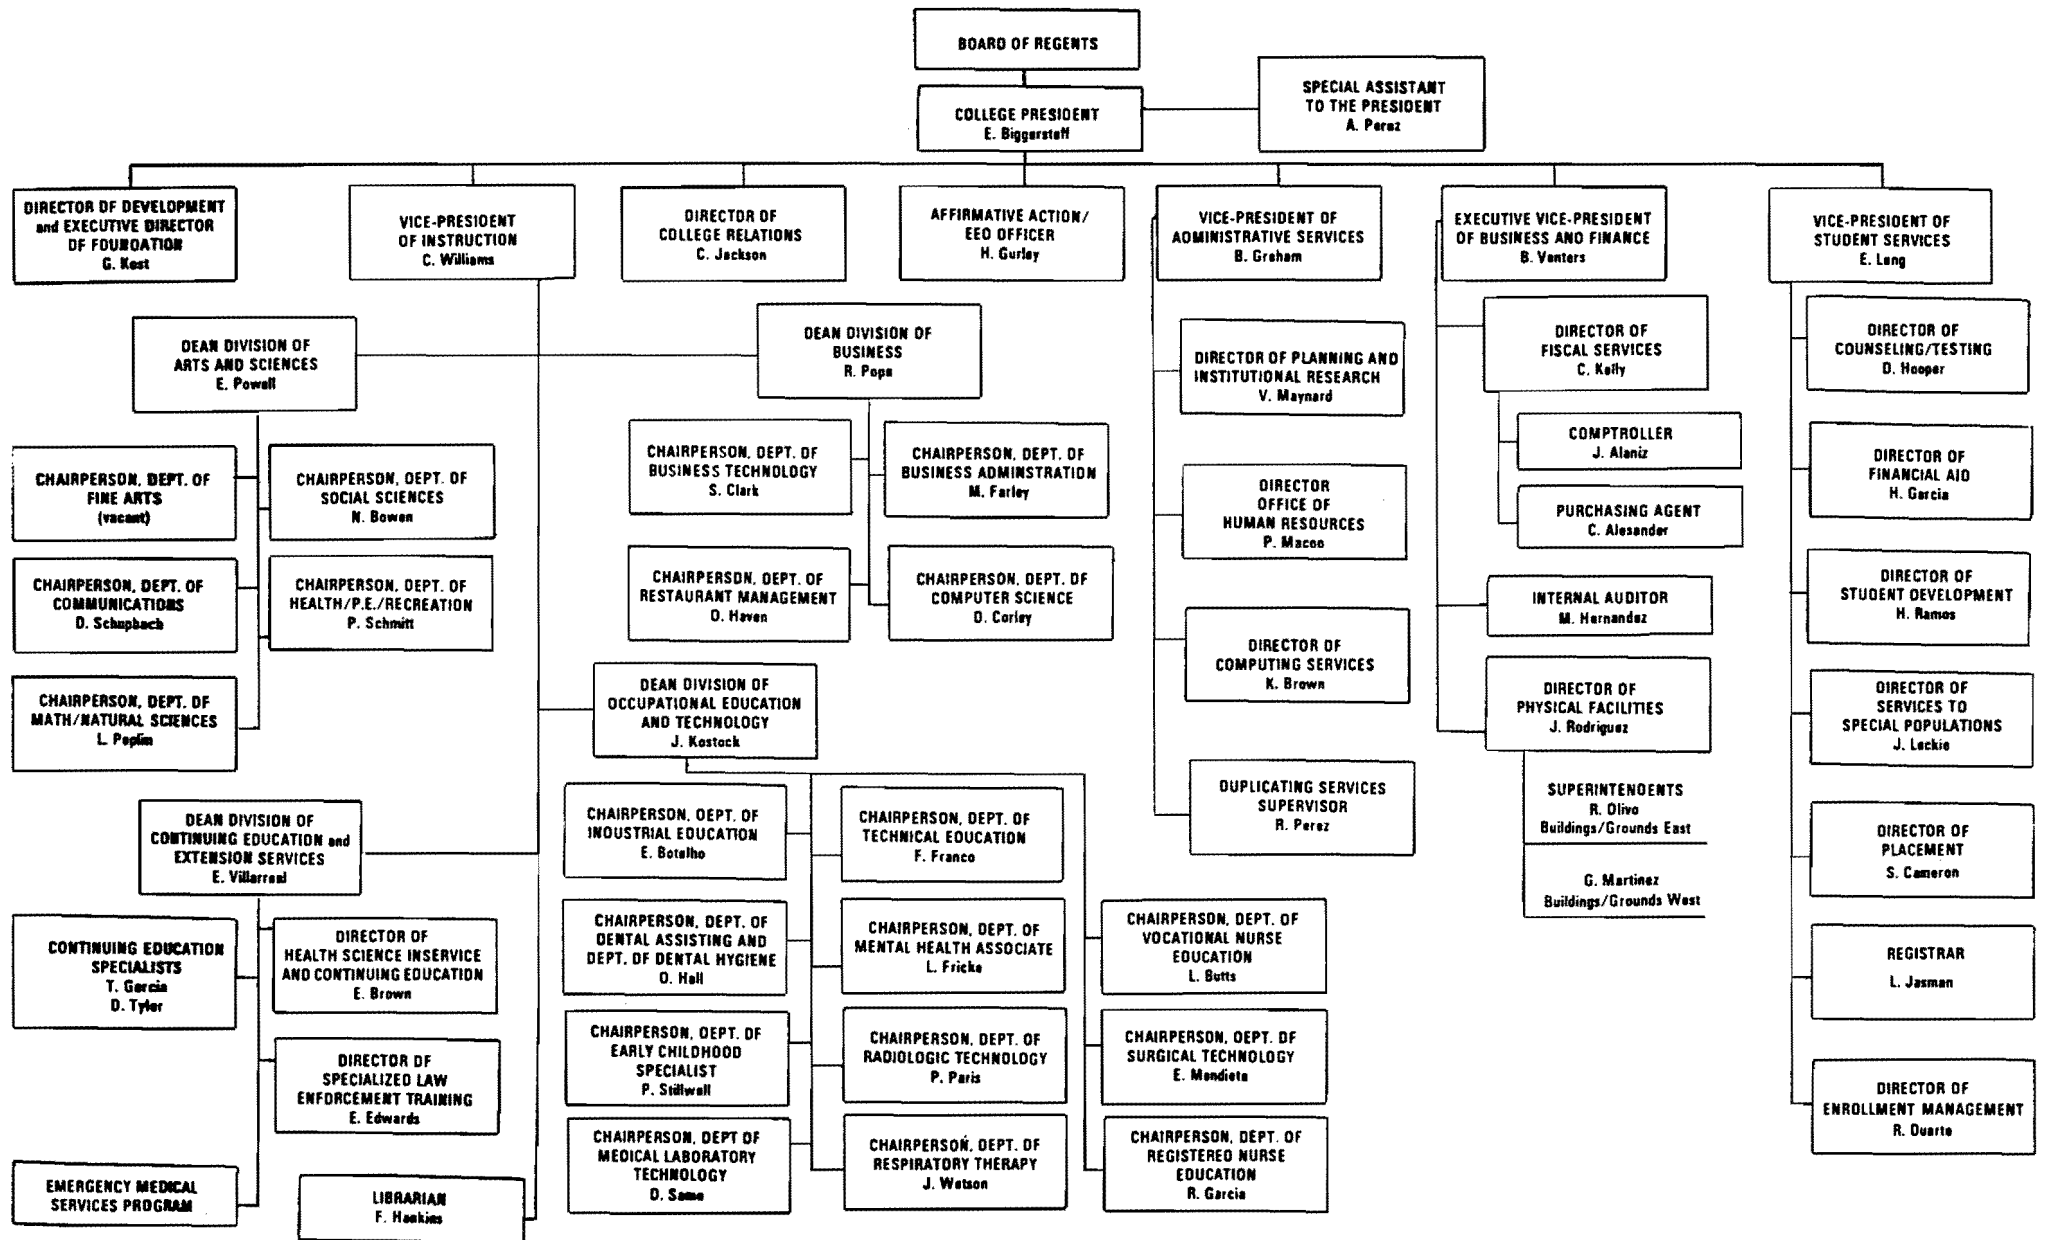 BOARD OF REGENTS
SPECIAL ASSISTANT
TO THE PRESIDENT
A. Perez
COLLEGE PRESIDENT
E. Biggerstaff
DIRECTOR OF DEVELOPMENT
and EXECUTIVE DIRECTOR
OF FOUNDATION
G. Kost
VICE-PRESIDENT
OF INSTRUCTION
C. Williams
DIRECTOR OF
COLLEGE RELATIONS
C. Jackson
AFFIRMATIVE ACTION/
EEO OFFICER
H. Gurley
VICE-PRESIDENT OF
ADMINISTRATIVE SERVICES
B. Graham
EXECUTIVE VICE-PRESIDENT
OF BUSINESS AND FINANCE
B. Venters
VICE-PRESIDENT OF
STUDENT SERVICES
E. Lang
DEAN DIVISION OF
ARTS AND SCIENCES
E. Powell
DEAN DIVISION OF
BUSINESS
R. Pope
CHAIRPERSON, DEPT. OF
FINE ARTS
(vacant)
CHAIRPERSON, DEPT. OF
SOCIAL SCIENCES
N. Bowen
CHAIRPERSON, DEPT. OF
COMMUNICATIONS
D. Schupbach
CHAIRPERSON, DEPT. OF
HEALTH/P.E./RECREATION
P. Schmitt
CHAIRPERSON, DEPT. OF
MATH/NATURAL SCIENCES
L. Peplim
CHAIRPERSON, DEPT. OF
BUSINESS TECHNOLOGY
S. Clark
CHAIRPERSON, DEPT. OF
BUSINESS ADMINSTRATION
M. Farley
CHAIRPERSON, DEPT. OF
RESTAURANT MANAGEMENT
D. Haven
CHAIRPERSON, DEPT. OF
COMPUTER SCIENCE
D. Corley
DEAN DIVISION OF
OCCUPATIONAL EDUCATION
AND TECHNOLOGY
J. Kostock
CHAIRPERSON, DEPT. OF
INDUSTRIAL EDUCATION
E. Botelho
CHAIRPERSON, DEPT. OF
TECHNICAL EDUCATION
F. Franco
CHAIRPERSON, DEPT. OF
DENTAL ASSISTING AND
DEPT. OF DENTAL HYGIENE
O. Hall
CHAIRPERSON, DEPT. OF
MENTAL HEALTH ASSOCIATE
L. Fricke
CHAIRPERSON, DEPT. OF
VOCATIONAL NURSE
EDUCATION
L. Butts
CHAIRPERSON, DEPT. OF
EARLY CHILDHOOD
SPECIALIST
P. Stillwell
CHAIRPERSON, DEPT. OF
RADIOLOGIC TECHNOLOGY
P. Paris
CHAIRPERSON, DEPT. OF
SURGICAL TECHNOLOGY
E. Mendieta
CHAIRPERSON, DEPT OF
MEDICAL LABORATORY
TECHNOLOGY
D. Same
CHAIRPERSON, DEPT. OF
RESPIRATORY THERAPY
J. Watson
CHAIRPERSON, DEPT. OF
REGISTERED NURSE
EDUCATION
R. Garcia
DEAN DIVISION OF
CONTINUING EDUCATION and
EXTENSION SERVICES
E. Villarreal
CONTINUING EDUCATION
SPECIALISTS
T. Garcia
D. Tyler
DIRECTOR OF
HEALTH SCIENCE INSERVICE
AND CONTINUING EDUCATION
E. Brown
DIRECTOR OF
SPECIALIZED LAW
ENFORCEMENT TRAINING
E. Edwards
EMERGENCY MEDICAL
SERVICES PROGRAM
LIBRARIAN
F. Hankins
DIRECTOR OF PLANNING AND
INSTITUTIONAL RESEARCH
V. Maynard
DIRECTOR
OFFICE OF
HUMAN RESOURCES
P. Macon
DIRECTOR OF
COMPUTING SERVICES
K. Brown
DUPLICATING SERVICES
SUPERVISOR
R. Perez
DIRECTOR OF
FISCAL SERVICES
C. Kelly
COMPTROLLER
J. Alaniz
PURCHASING AGENT
C. Alesander
INTERNAL AUDITOR
M. Hernandez
DIRECTOR OF
PHYSICAL FACILITIES
J. Rodriguez
SUPERINTENDENTS
R. Olivo
Buildings/Grounds East
G. Martinez
Buildings/Grounds West
DIRECTOR OF
COUNSELING/TESTING
D. Hooper
DIRECTOR OF
FINANCIAL AID
H. Garcia
DIRECTOR OF
STUDENT DEVELOPMENT
H. Ramos
DIRECTOR OF
SERVICES TO
SPECIAL POPULATIONS
J. Leckie
DIRECTOR OF
PLACEMENT
S. Cameron
REGISTRAR
L. Jasman
DIRECTOR OF
ENROLLMENT MANAGEMENT
R. Duarte